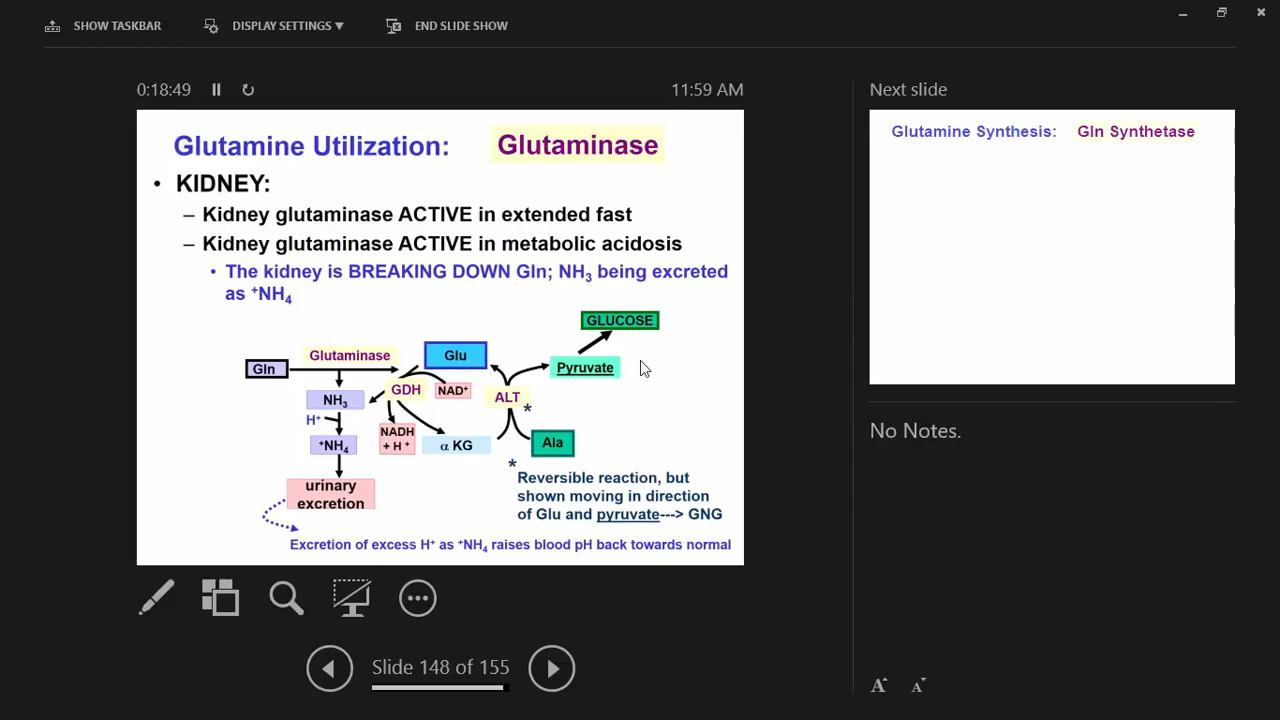 SHOW TASKBAR
DISPLAY SETTINGS ▼
END SLIDE SHOW
0:18:49
11:59 AM
Glutamine Utilization: Glutaminase
• KIDNEY:
– Kidney glutaminase ACTIVE in extended fast
– Kidney glutaminase ACTIVE in metabolic acidosis
• The kidney is BREAKING DOWN Gln; NH₃ being excreted
as ⁺NH₄
GLUCOSE
Glutaminase
Glu
Pyruvate
Gln
GDH
NAD⁺
ALT
*
NH₃
H⁺
⁺NH₄
NADH
+ H ⁺
α KG
Ala
urinary
excretion
*
Reversible reaction, but
shown moving in direction
of Glu and pyruvate---> GNG
Excretion of excess H⁺ as ⁺NH₄ raises blood pH back towards normal
Slide 148 of 155
Next slide
Glutamine Synthesis: Gln Synthetase
No Notes.
A A